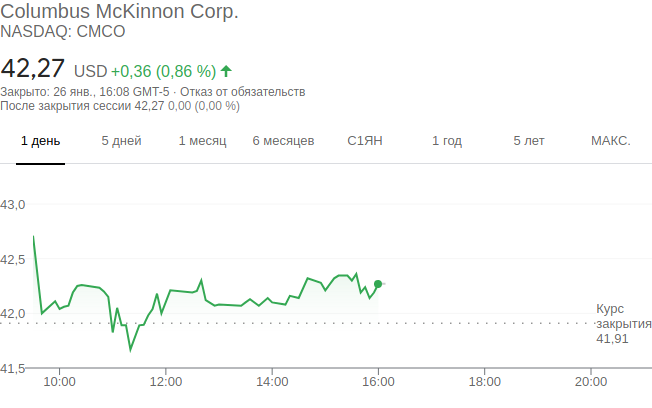 Columbus McKinnon Corp.
NASDAQ: CMCO
42,27 USD +0,36 (0,86 %)
Закрыто: 26 янв., 16:08 GMT-5 · Отказ от обязательств
После закрытия сессии 42,27 0,00 (0,00 %)
1 день 5 дней 1 месяц 6 месяцев С1ЯН 1 год 5 лет МАКС.
43,0
42,5
42,0
Курс
закрытия
41,91
41,5
10:00 12:00 14:00 16:00 18:00 20:00